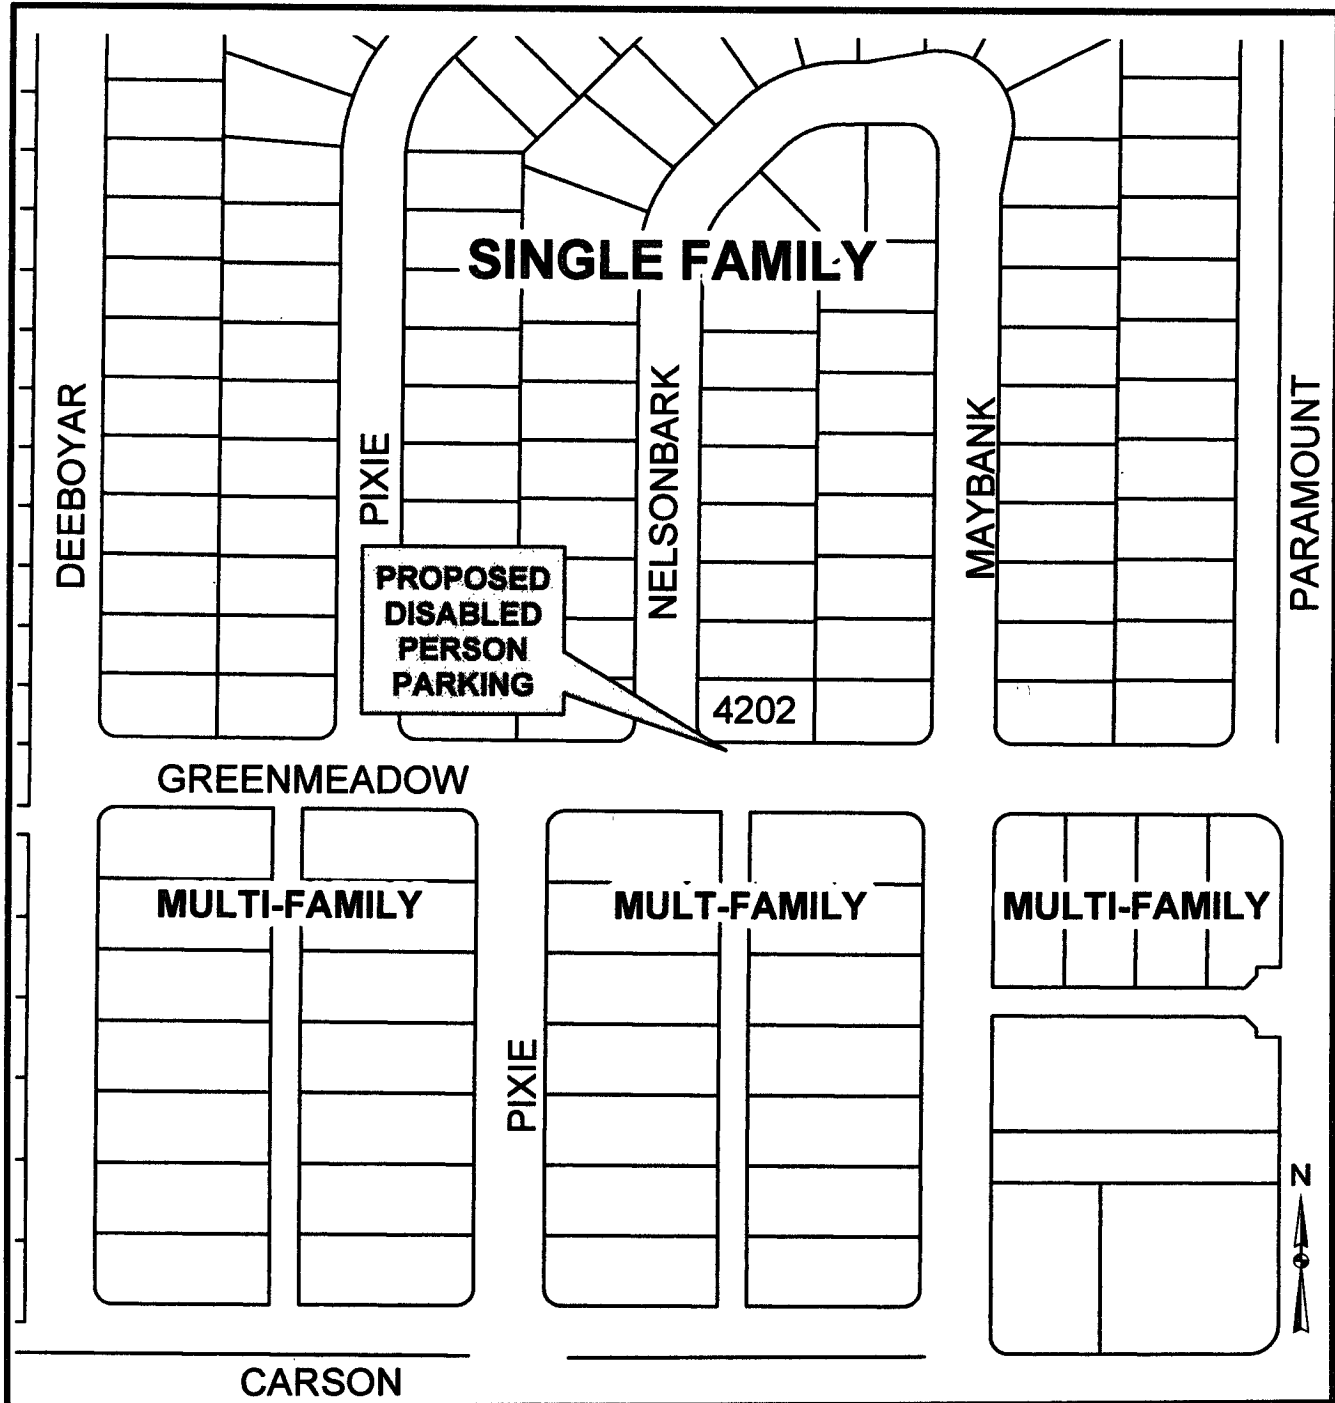 SINGLE FAMILY
DEEBOYAR
PIXIE
NELSONBARK
MAYBANK
PARAMOUNT
PROPOSED
DISABLED
PERSON
PARKING
4202
GREENMEADOW
MULTI-FAMILY
MULT-FAMILY
MULTI-FAMILY
PIXIE
N
CARSON